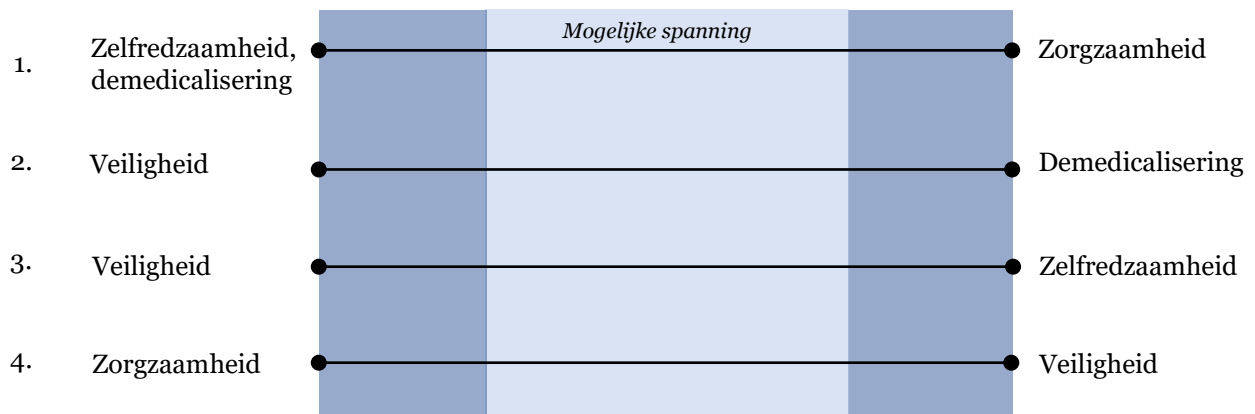 Mogelijke spanning
1. Zelfredzaamheid,
demedicalisering
Zorgzaamheid
2. Veiligheid
Demedicalisering
3. Veiligheid
Zelfredzaamheid
4. Zorgzaamheid
Veiligheid